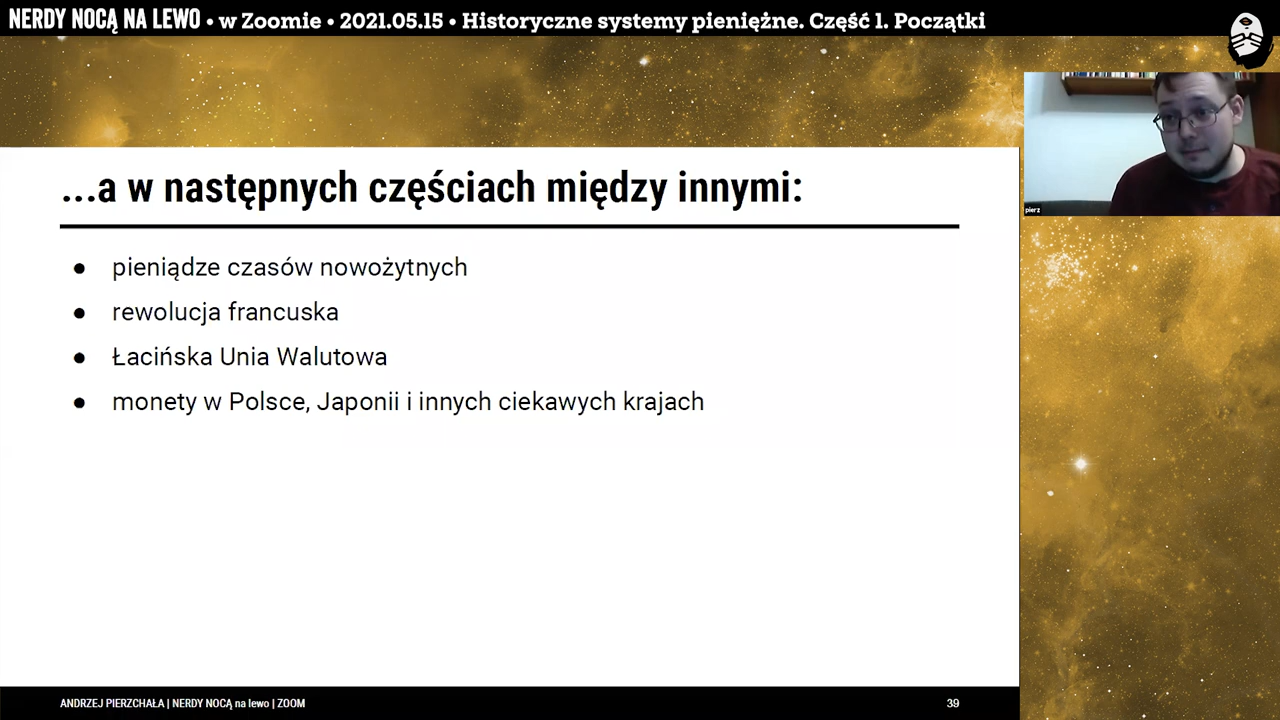 NERDY NOCĄ NA LEWO • w Zoomie • 2021.05.15 • Historyczne systemy pieniężne. Część 1. Początki
pierz
...a w następnych częściach między innymi:
● pieniądze czasów nowożytnych
● rewolucja francuska
● Łacińska Unia Walutowa
● monety w Polsce, Japonii i innych ciekawych krajach
ANDRZEJ PIERZCHAŁA | NERDY NOCĄ na lewo | ZOOM 39